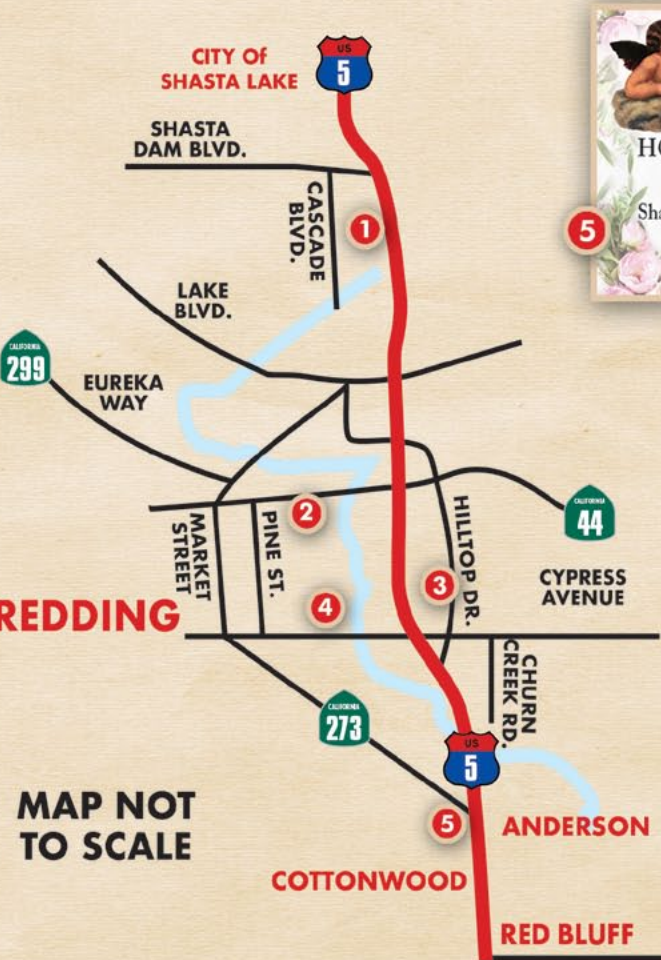 CITY OF
SHASTA LAKE
US
5
SHASTA
DAM BLVD.
CASCADE
BLVD.
1
5
LAKE
BLVD.
CALIFORNIA
299
EUREKA
WAY
2
MARKET
STREET
PINE ST.
HILLTOP DR.
CALIFORNIA
44
3
CYPRESS
AVENUE
4
REDDING
CHURN
CREEK RD.
CALIFORNIA
273
US
5
MAP NOT
TO SCALE
5
ANDERSON
COTTONWOOD
RED BLUFF